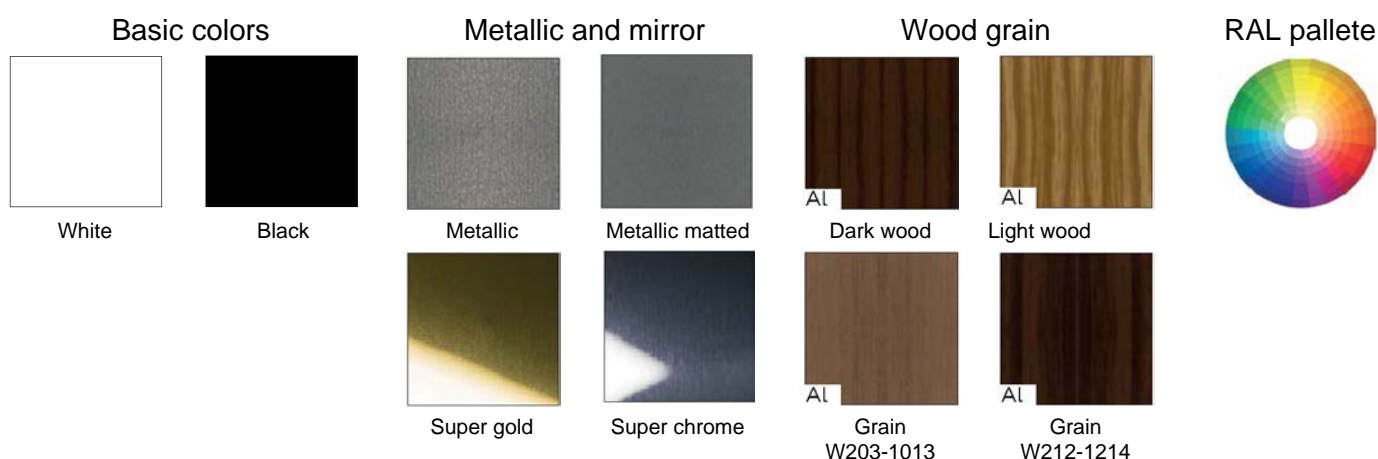 Basic colors
Metallic and mirror
Wood grain
RAL pallete
Al
Al
White
Black
Metallic
Metallic matted
Dark wood
Light wood
Al
Al
Super gold
Super chrome
Grain
W203-1013
Grain
W212-1214